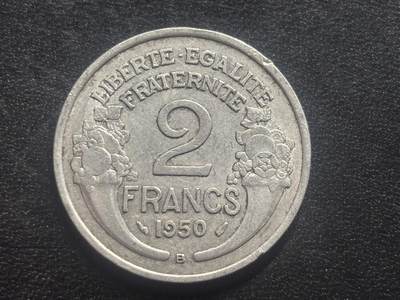 LIBERTE·EGALITE
FRATERNITE
2
FRANCS
1950
B